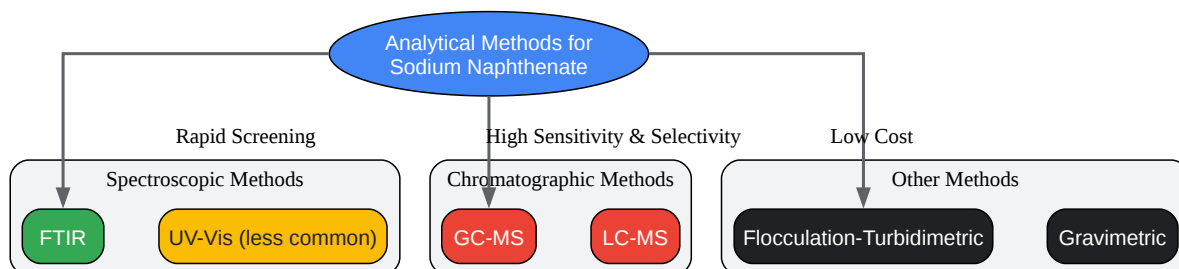 Analytical Methods for
Sodium Naphthenate
Rapid Screening
High Sensitivity & Selectivity
Low Cost
Spectroscopic Methods
Chromatographic Methods
Other Methods
FTIR
UV-Vis (less common)
GC-MS
LC-MS
Flocculation-Turbidimetric
Gravimetric